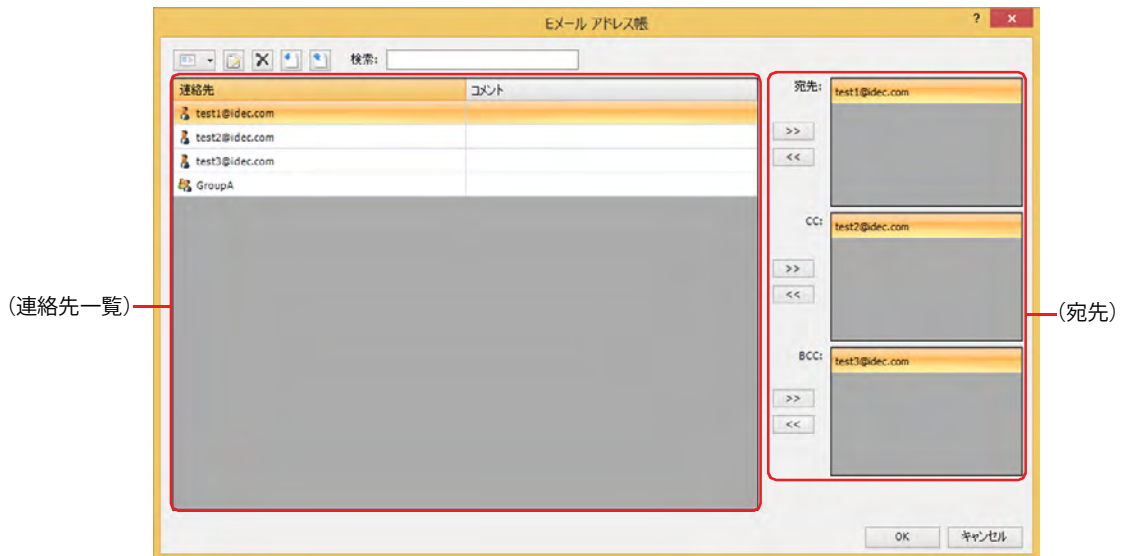 Eメール アドレス帳
? ×
検索:
連絡先 コメント
test1@idec.com
test2@idec.com
test3@idec.com
GroupA
宛先: test1@idec.com
>>
<<
CC: test2@idec.com
>>
<<
BCC: test3@idec.com
>>
<<
(連絡先一覧)
(宛先)
OK キャンセル